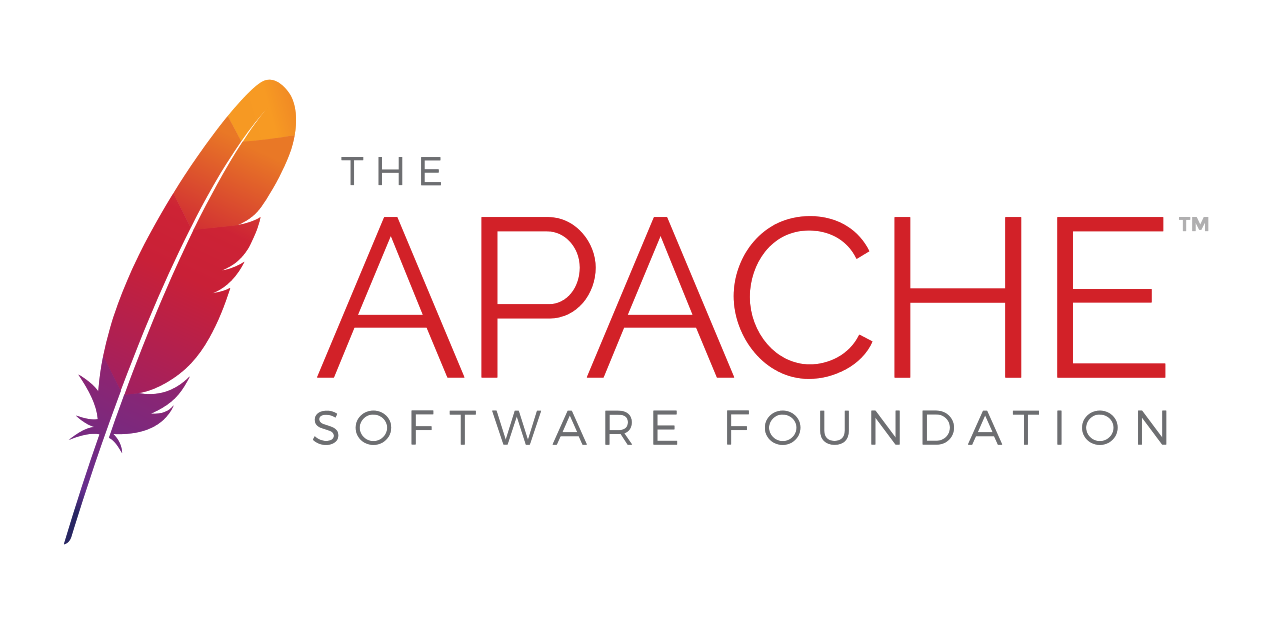 THE
APACHE™
SOFTWARE FOUNDATION